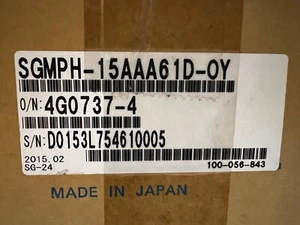 SGMPH-15AAA61D-OY
O/N: 4G0737-4
S/N: D0153L754610005
2015.02
SG-24
100-056-843
MADE IN JAPAN